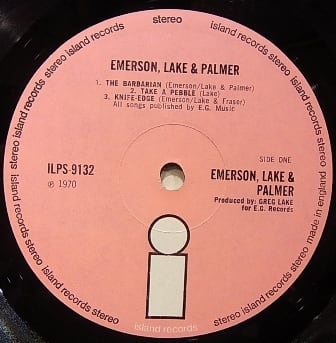 stereo island records stereo island records stereo made in england island records stereo island records stereo island records stereo island records stereo island records
EMERSON, LAKE & PALMER
1. THE BARBARIAN (Emerson/Lake & Palmer)
2. TAKE A PEBBLE (Lake)
3. KNIFE-EDGE (Emerson/Lake & Fraser)
All songs published by E.G. Music
ILPS-9132
℗ 1970
SIDE ONE
EMERSON, LAKE &
PALMER
Produced by: GREG LAKE
for E.G. Records
i